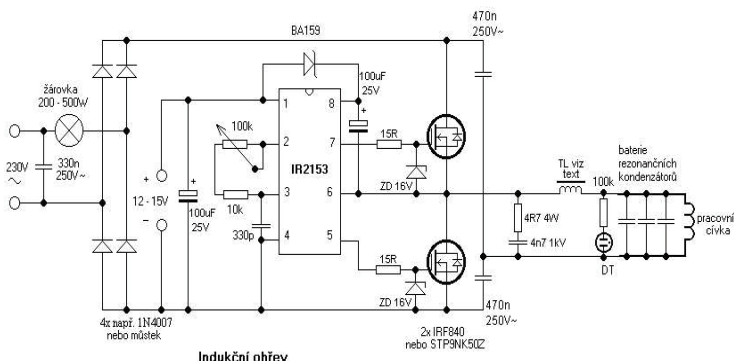 470n
250V~
BA159
žárovka
200 - 500W
100uF
25V
+
1
8
100k
2
7
15R
TL viz
text
baterie
rezonančních
kondenzátorů
330n
250V~
+
IR2153
ZD 16V
100k
230V
~
12 - 15V
+
3
6
10k
4R7 4W
pracovní
cívka
–
100uF
25V
330p
4
5
15R
4n7 1kV
DT
ZD 16V
470n
250V~
4x např. 1N4007
nebo můstek
2x IRF840
nebo STP9NK50Z
Indukční ohřev